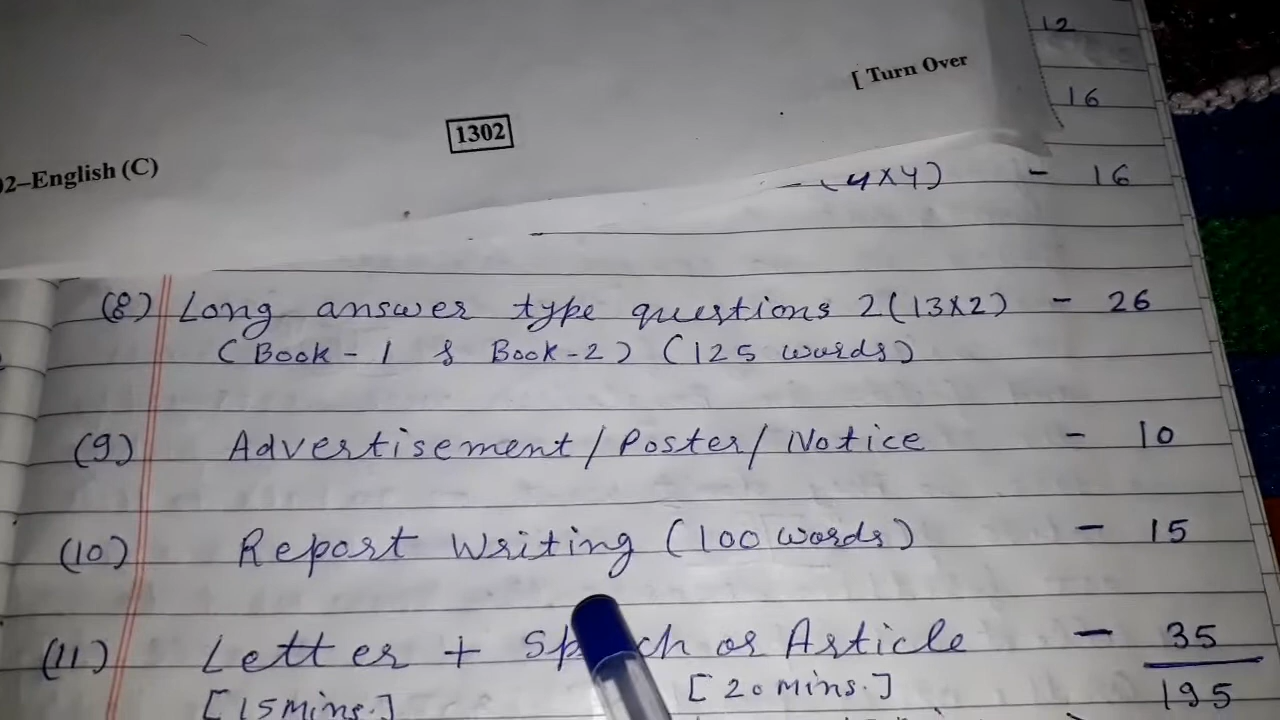 12
[ Turn Over
16
1302
02–English (C)
(4X4) - 16
(8) Long answer type questions 2(13X2) - 26
(Book - 1 & Book - 2) (125 words)
(9) Advertisement/Poster/Notice - 10
(10) Report Writing (100 words) - 15
(11) Letter + Sp ch or Article - 35
[15 Mins.] [20 Mins.] 195